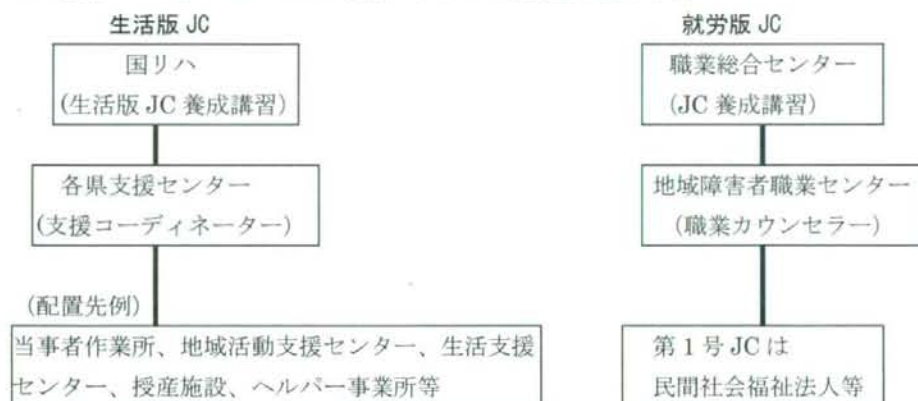 生活版 JC
国リハ
(生活版 JC 養成講習)
各県支援センター
(支援コーディネーター)
(配置先例)
当事者作業所、地域活動支援センター、生活支援
センター、授産施設、ヘルパー事業所等
就労版 JC
職業総合センター
(JC 養成講習)
地域障害者職業センター
(職業カウンセラー)
第 1 号 JC は
民間社会福祉法人等